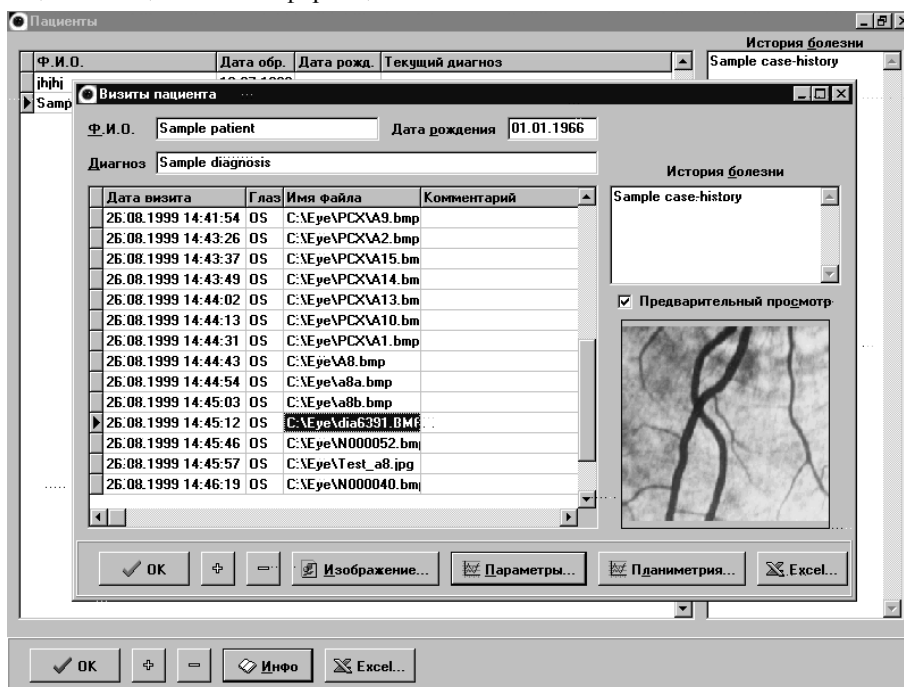 Пациенты
История болезни
Ф.И.О. Дата обр. Дата рожд. Текущий диагноз
Sample case-history
jhjhj
Samp
Визиты пациента
Ф.И.О. Sample patient Дата рождения 01.01.1966
Диагноз Sample diagnosis
История болезни
Дата визита Глаз Имя файла Комментарий
Sample case-history
26.08.1999 14:41:54 OS C:\Eye\PCX\A9.bmp
26.08.1999 14:43:26 OS C:\Eye\PCX\A2.bmp
26.08.1999 14:43:37 OS C:\Eye\PCX\A15.bm
26.08.1999 14:43:49 OS C:\Eye\PCX\A14.bm
26.08.1999 14:44:02 OS C:\Eye\PCX\A13.bm
Предварительный просмотр
26.08.1999 14:44:13 OS C:\Eye\PCX\A10.bm
26.08.1999 14:44:31 OS C:\Eye\PCX\A1.bmp
26.08.1999 14:44:43 OS C:\Eye\A8.bmp
26.08.1999 14:44:54 OS C:\Eye\a8a.bmp
26.08.1999 14:45:03 OS C:\Eye\a8b.bmp
26.08.1999 14:45:12 OS C:\Eye\dia6391.BM
26.08.1999 14:45:46 OS C:\Eye\N000052.bm
26.08.1999 14:45:57 OS C:\Eye\Test_a8.jpg
26.08.1999 14:46:19 OS C:\Eye\N000040.bm
OK Изображение... Параметры... Планиметрия... Excel...
OK Инфо Excel...